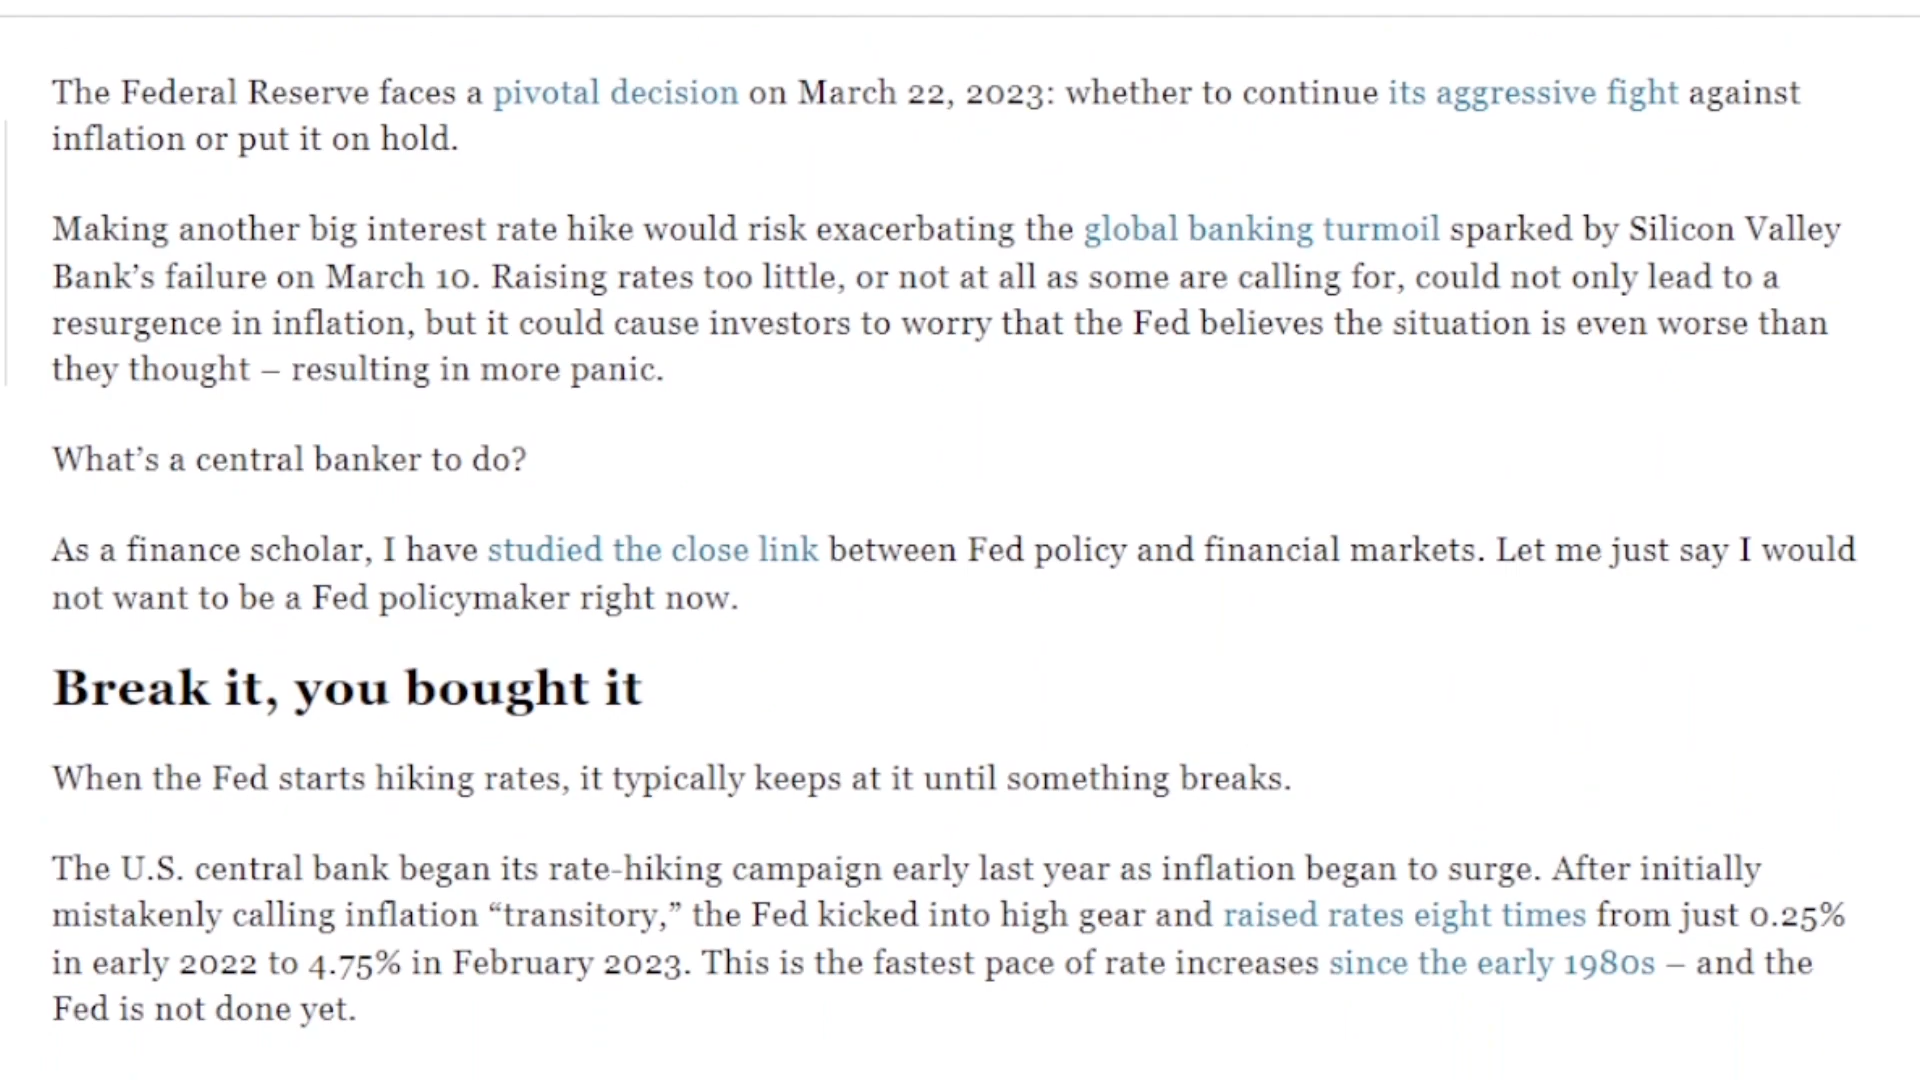 The Federal Reserve faces a pivotal decision on March 22, 2023: whether to continue its aggressive fight against
inflation or put it on hold.
Making another big interest rate hike would risk exacerbating the global banking turmoil sparked by Silicon Valley
Bank’s failure on March 10. Raising rates too little, or not at all as some are calling for, could not only lead to a
resurgence in inflation, but it could cause investors to worry that the Fed believes the situation is even worse than
they thought – resulting in more panic.
What’s a central banker to do?
As a finance scholar, I have studied the close link between Fed policy and financial markets. Let me just say I would
not want to be a Fed policymaker right now.
Break it, you bought it
When the Fed starts hiking rates, it typically keeps at it until something breaks.
The U.S. central bank began its rate-hiking campaign early last year as inflation began to surge. After initially
mistakenly calling inflation “transitory,” the Fed kicked into high gear and raised rates eight times from just 0.25%
in early 2022 to 4.75% in February 2023. This is the fastest pace of rate increases since the early 1980s – and the
Fed is not done yet.